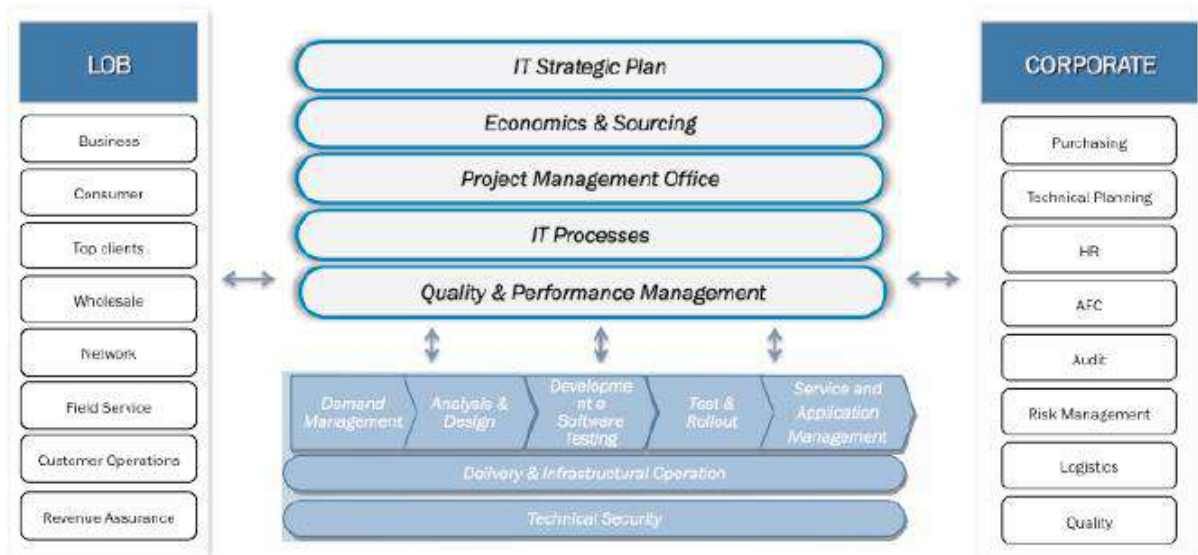 LOB
Business
Consumer
Top clients
Wholesale
Network
Field Service
Customer Operations
Revenue Assurance
IT Strategic Plan
Economics & Sourcing
Project Management Office
IT Processes
Quality & Performance Management
Demand
Management
Analysis &
Design
Developme
nt e
Software
Testing
Test &
Rollout
Service and
Application
Management
Delivery & Infrastructural Operation
Technical Security
CORPORATE
Purchasing
Technical Planning
HR
AFC
Audit
Risk Management
Logistics
Quality